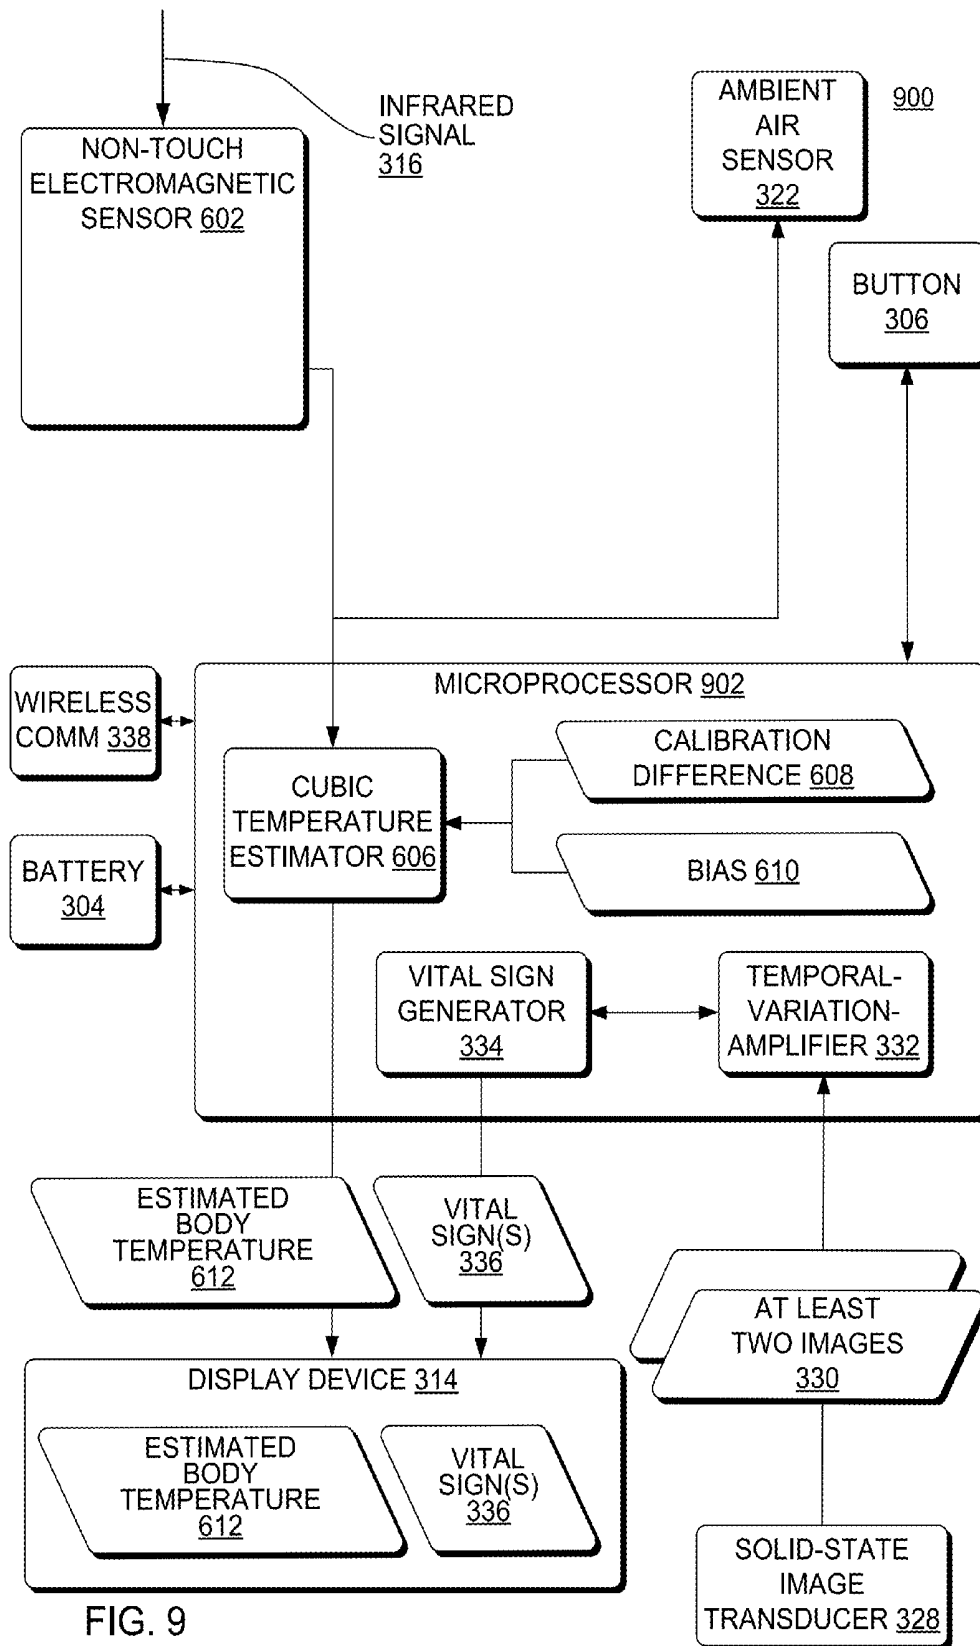 INFRARED
SIGNAL
316
AMBIENT
AIR
SENSOR
322
900
NON-TOUCH
ELECTROMAGNETIC
SENSOR 602
BUTTON
306
MICROPROCESSOR 902
WIRELESS
COMM 338
CALIBRATION
DIFFERENCE 608
CUBIC
TEMPERATURE
ESTIMATOR 606
BATTERY
304
BIAS 610
VITAL SIGN
GENERATOR
334
TEMPORAL-
VARIATION-
AMPLIFIER 332
ESTIMATED
BODY
TEMPERATURE
612
VITAL
SIGN(S)
336
AT LEAST
TWO IMAGES
330
DISPLAY DEVICE 314
ESTIMATED
BODY
TEMPERATURE
612
VITAL
SIGN(S)
336
SOLID-STATE
IMAGE
TRANSDUCER 328
FIG. 9